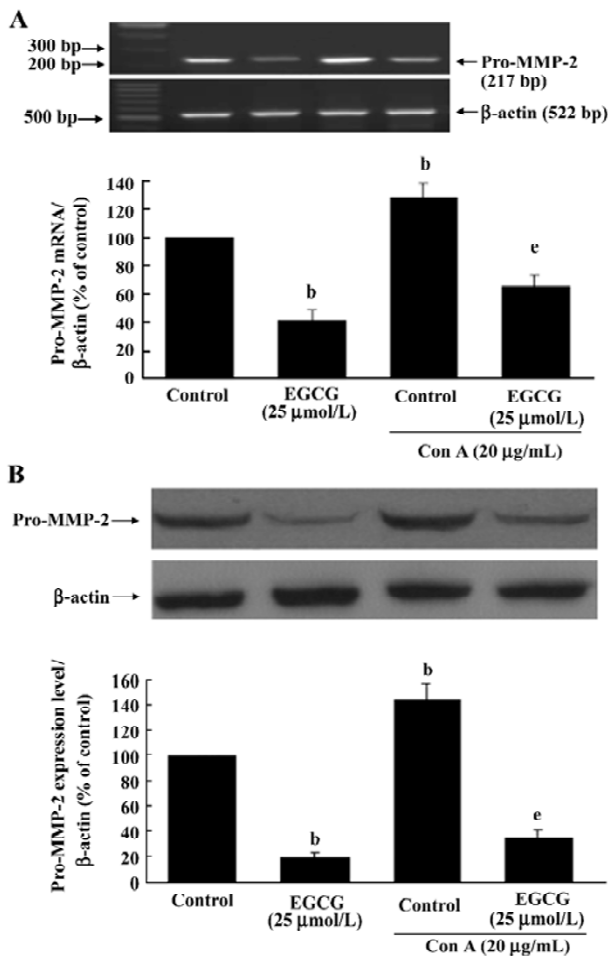 A
300 bp
200 bp
Pro-MMP-2
(217 bp)
500 bp
β-actin (522 bp)
Pro-MMP-2 mRNA/
β-actin (% of control)
140
120
100
80
60
40
20
0
b
b
e
Control
EGCG
(25 μmol/L)
Control
EGCG
(25 μmol/L)
Con A (20 μg/mL)
B
Pro-MMP-2
β-actin
Pro-MMP-2 expression level/
β-actin (% of control)
160
140
120
100
80
60
40
20
0
b
b
e
Control
EGCG
(25 μmol/L)
Control
EGCG
(25 μmol/L)
Con A (20 μg/mL)